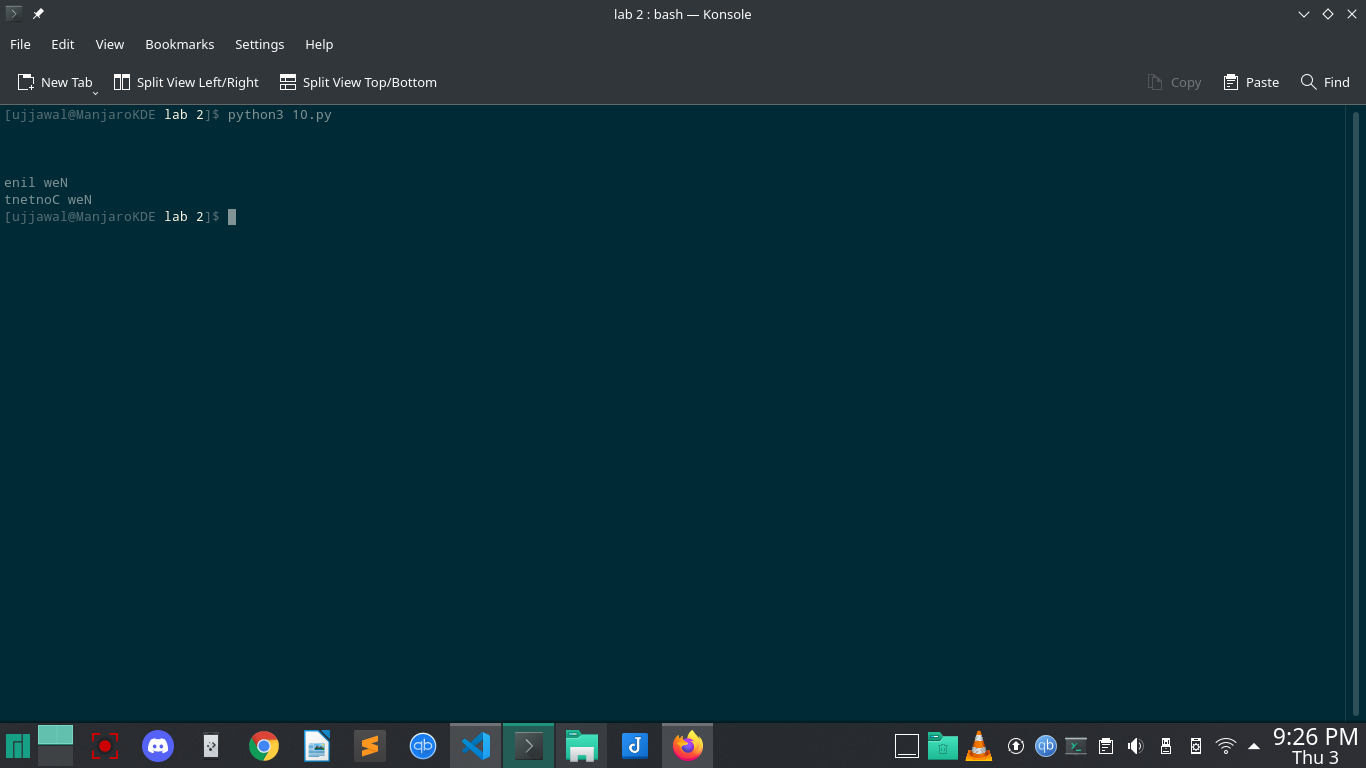 lab 2 : bash — Konsole
File Edit View Bookmarks Settings Help
New Tab Split View Left/Right Split View Top/Bottom Copy Paste Find
[ujjawal@ManjaroKDE lab 2]$ python3 10.py
enil weN
tnetnoC weN
[ujjawal@ManjaroKDE lab 2]$
qb qb 9:26 PM
Thu 3